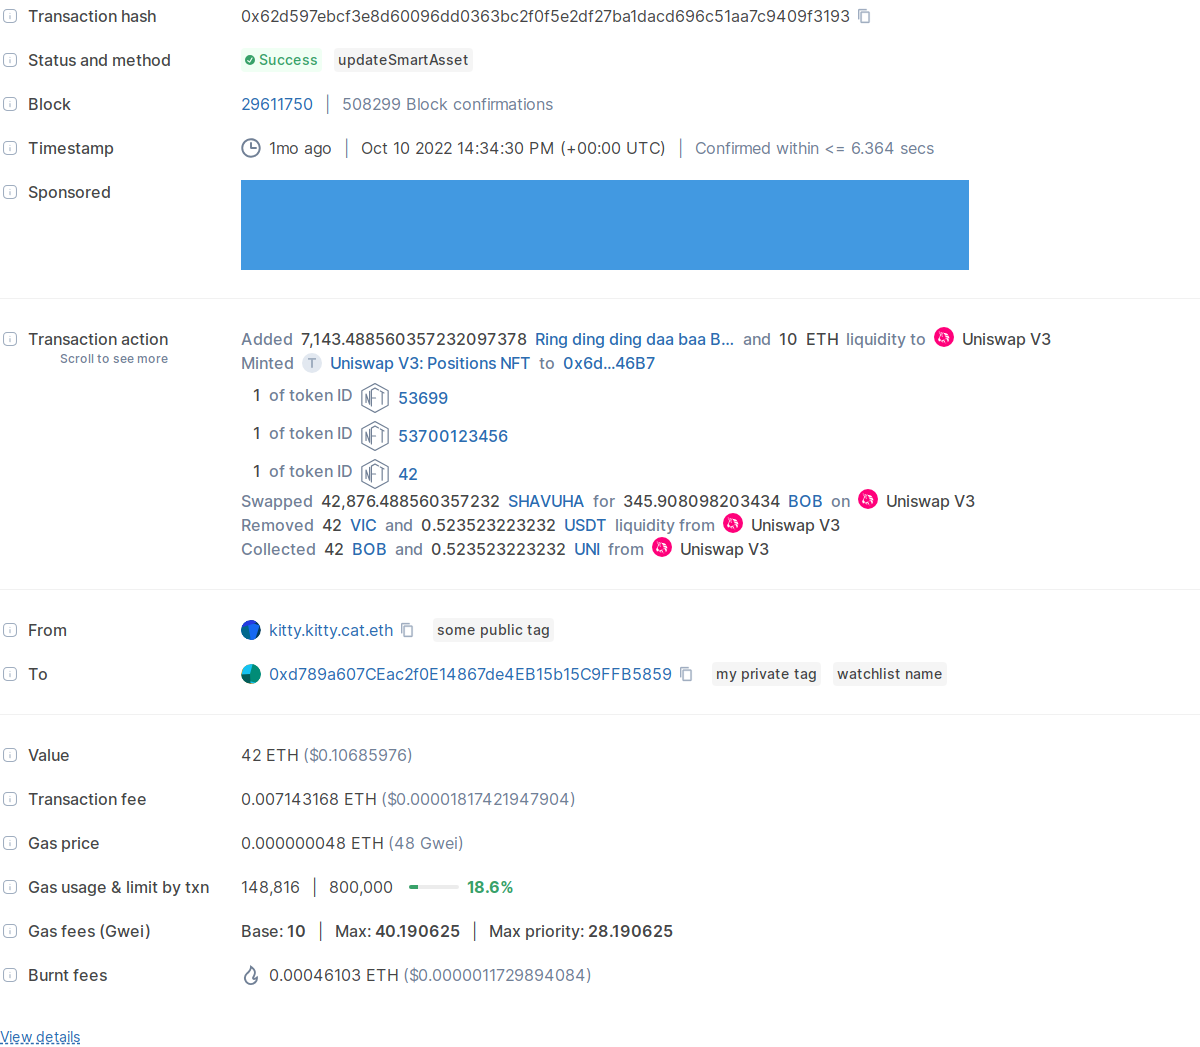 Transaction hash 0x62d597ebcf3e8d60096dd0363bc2f0f5e2df27ba1dacd696c51aa7c9409f3193
Status and method Success updateSmartAsset
Block 29611750 | 508299 Block confirmations
Timestamp 1mo ago | Oct 10 2022 14:34:30 PM (+00:00 UTC) | Confirmed within <= 6.364 secs
Sponsored
Transaction action Added 7,143.488560357232097378 Ring ding ding daa baa B... and 10 ETH liquidity to Uniswap V3
Scroll to see more
Minted T Uniswap V3: Positions NFT to 0x6d...46B7
1 of token ID NFT 53699
1 of token ID NFT 53700123456
1 of token ID NFT 42
Swapped 42,876.488560357232 SHAVUHA for 345.908098203434 BOB on Uniswap V3
Removed 42 VIC and 0.523523223232 USDT liquidity from Uniswap V3
Collected 42 BOB and 0.523523223232 UNI from Uniswap V3
From kitty.kitty.cat.eth some public tag
To 0xd789a607CEac2f0E14867de4EB15b15C9FFB5859 my private tag watchlist name
Value 42 ETH ($0.10685976)
Transaction fee 0.007143168 ETH ($0.00001817421947904)
Gas price 0.000000048 ETH (48 Gwei)
Gas usage & limit by txn 148,816 | 800,000 18.6%
Gas fees (Gwei) Base: 10 | Max: 40.190625 | Max priority: 28.190625
Burnt fees 0.00046103 ETH ($0.0000011729894084)
View details